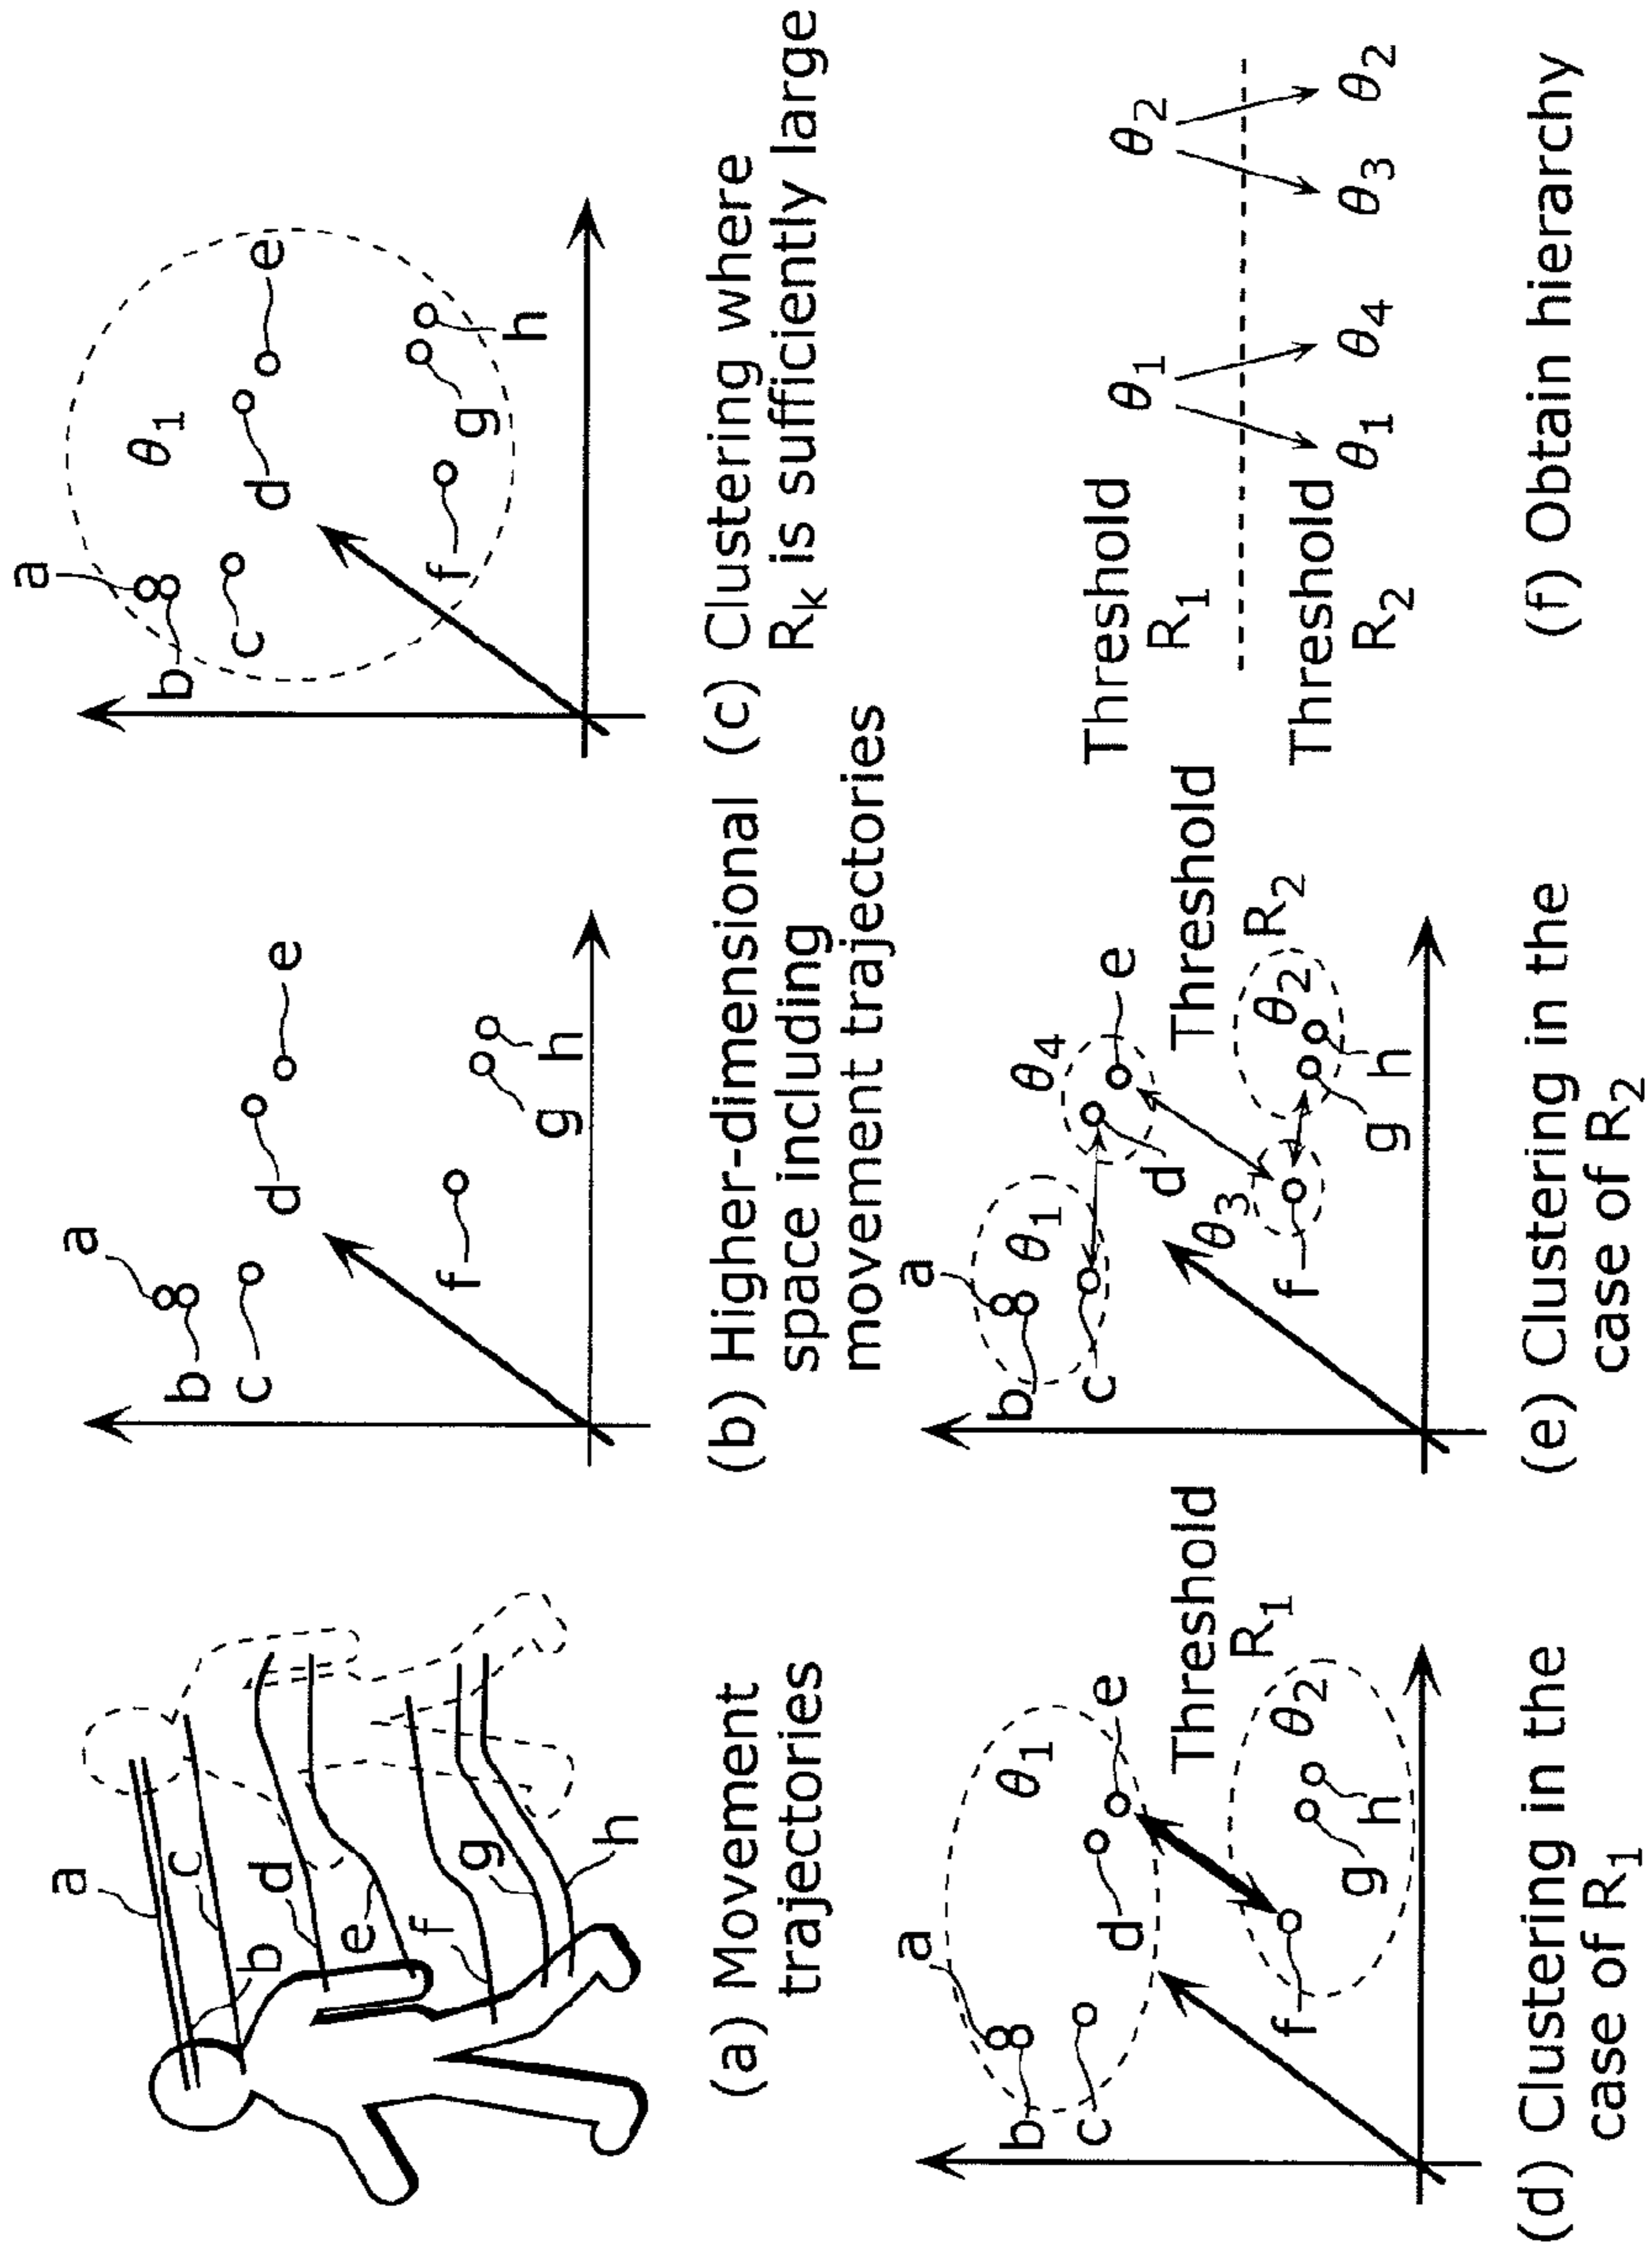 a
b
c
d
e
f
g
h
(a) Movement
trajectories
a
b
c
d
e
f
g
h
(b) Higher-dimensional
space including
movement trajectories
a
b
c
d
e
f
g
h
θ1
(c) Clustering where
Rk is sufficiently large
a
b
c
d
e
f
g
h
θ1
θ2
Threshold
R1
(d) Clustering in the
case of R1
a
b
c
d
e
f
g
h
θ1
θ4
θ3
θ2
Threshold
R2
(e) Clustering in the
case of R2
Threshold
R1
θ1 θ2
Threshold
R2
θ1 θ4 θ3 θ2
(f) Obtain hierarchy